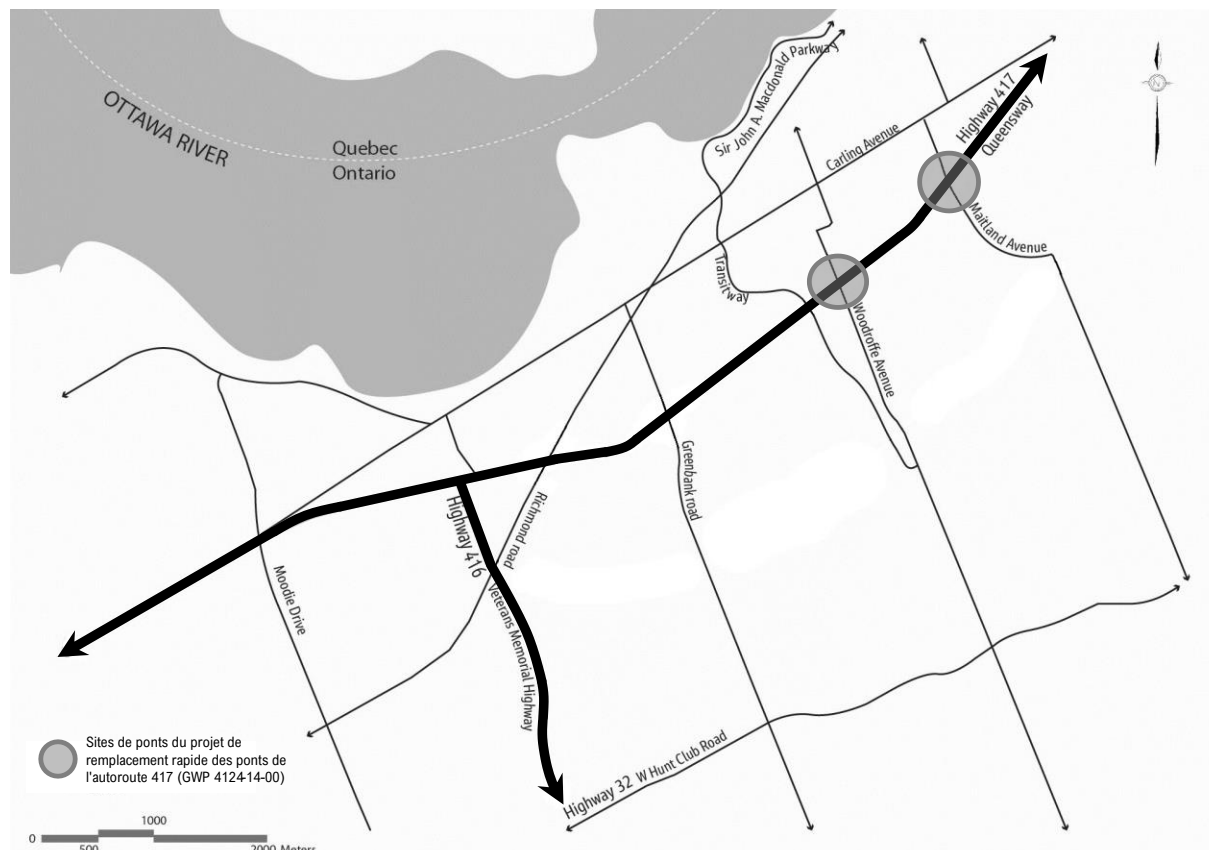 OTTAWA RIVER
Quebec
Ontario
Sir John A. Macdonald Parkway
Carling Avenue
Highway 417
Queensway
N
Maitland Avenue
Transitway
Woodroffe Avenue
Greenbank road
Richmond road
Highway 416
Veterans Memorial Highway
Moodie Drive
Highway 32 W Hunt Club Road
Sites de ponts du projet de
remplacement rapide des ponts de
l'autoroute 417 (GWP 4124-14-00)
1000
0
500
2000 Meters